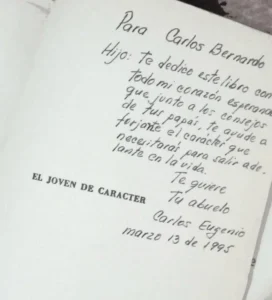 Para Carlos Bernardo
Hijo: Te dedico este libro con
todo mi corazón esperando
que junto a los consejos
de tus papás, te ayude a
forjarte el carácter que
necesitarás para salir ade-
lante en la vida.
Te quiere
Tu abuelo
EL JOVEN DE CARACTER
Carlos Eugenio
marzo 13 de 1995